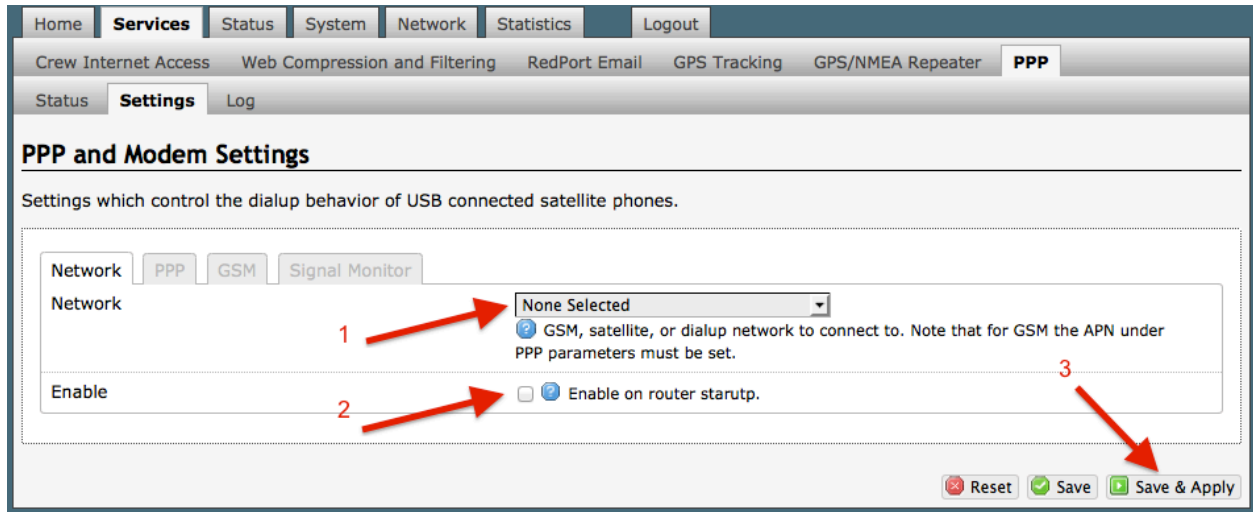 Home Services Status System Network Statistics Logout
Crew Internet Access Web Compression and Filtering RedPort Email GPS Tracking GPS/NMEA Repeater PPP
Status Settings Log
PPP and Modem Settings
Settings which control the dialup behavior of USB connected satellite phones.
Network PPP GSM Signal Monitor
Network None Selected
1
? GSM, satellite, or dialup network to connect to. Note that for GSM the APN under
PPP parameters must be set.
3
Enable ? Enable on router starutp.
2
Reset Save Save & Apply